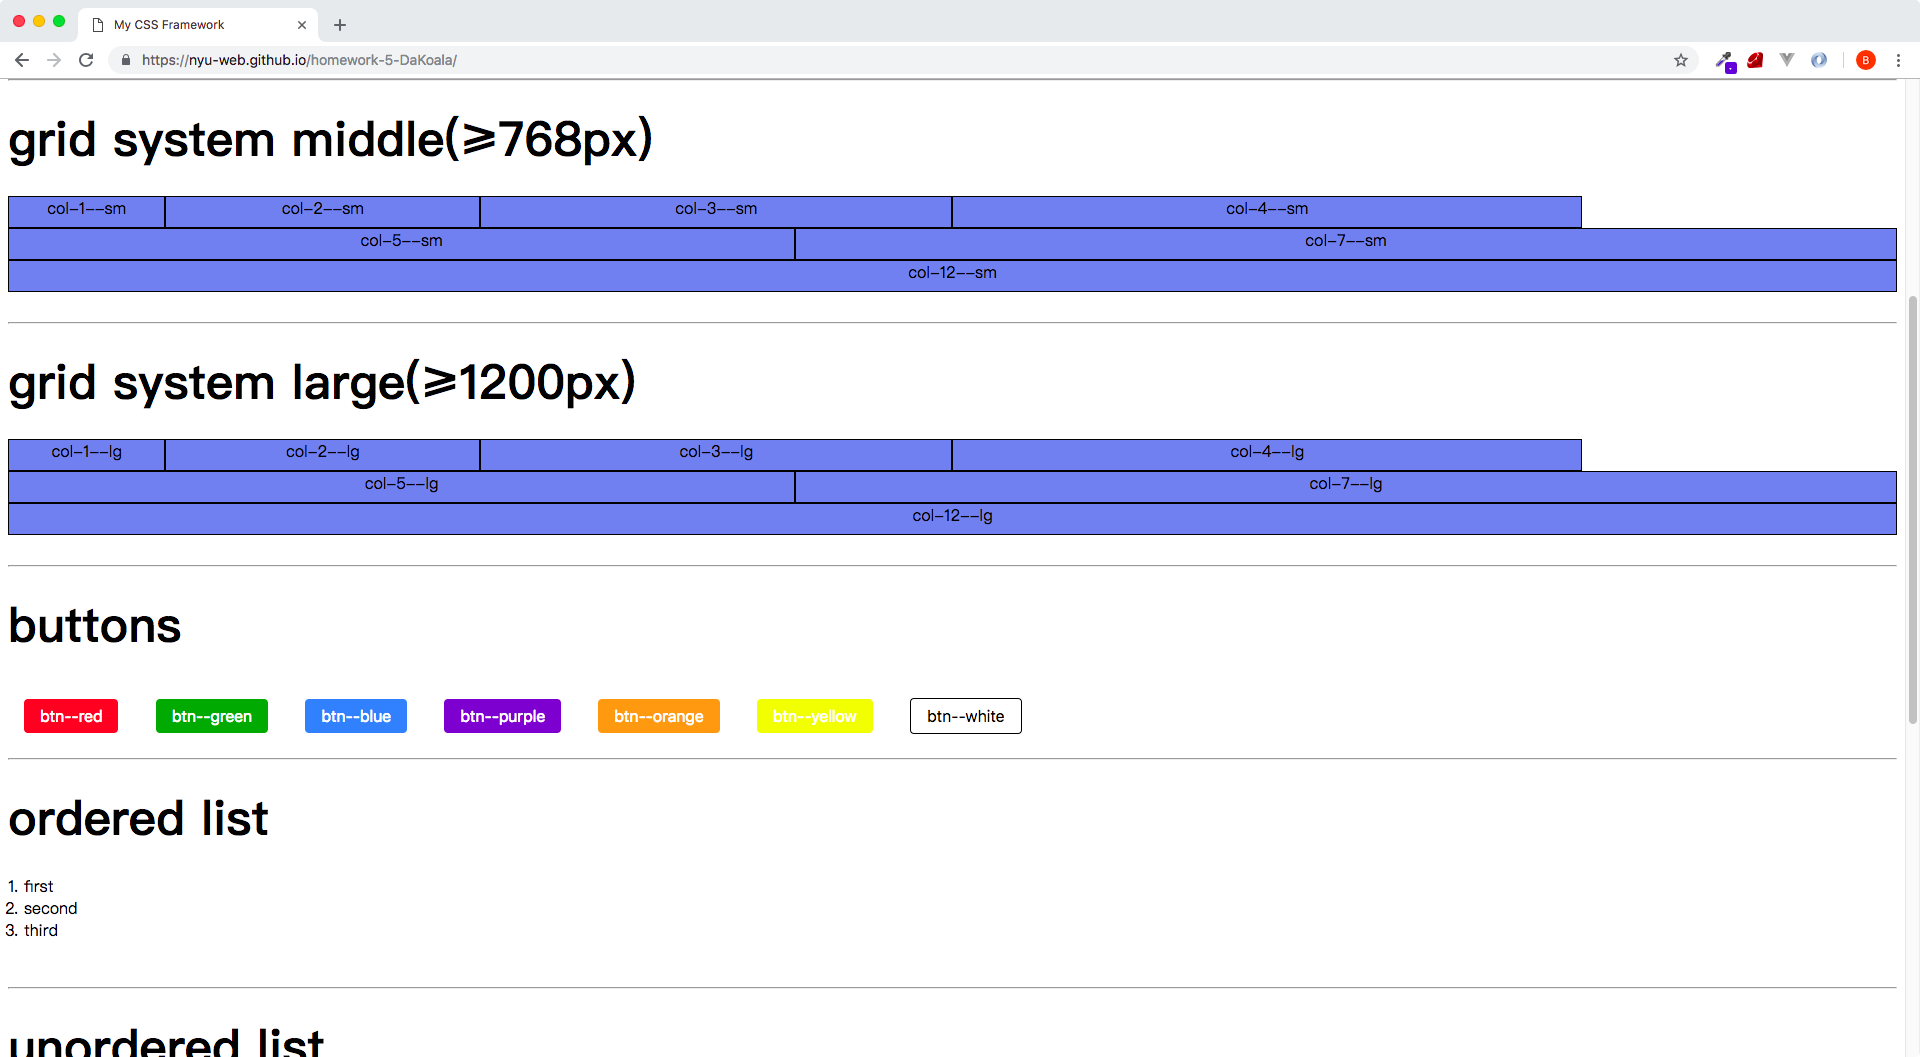 My CSS Framework
https://nyu-web.github.io/homework-5-DaKoala/
B
grid system middle(≥768px)
col-1--sm col-2--sm col-3--sm col-4--sm
col-5--sm col-7--sm
col-12--sm
grid system large(≥1200px)
col-1--lg col-2--lg col-3--lg col-4--lg
col-5--lg col-7--lg
col-12--lg
buttons
btn--red btn--green btn--blue btn--purple btn--orange btn--yellow btn--white
ordered list
1. first
2. second
3. third
unordered list